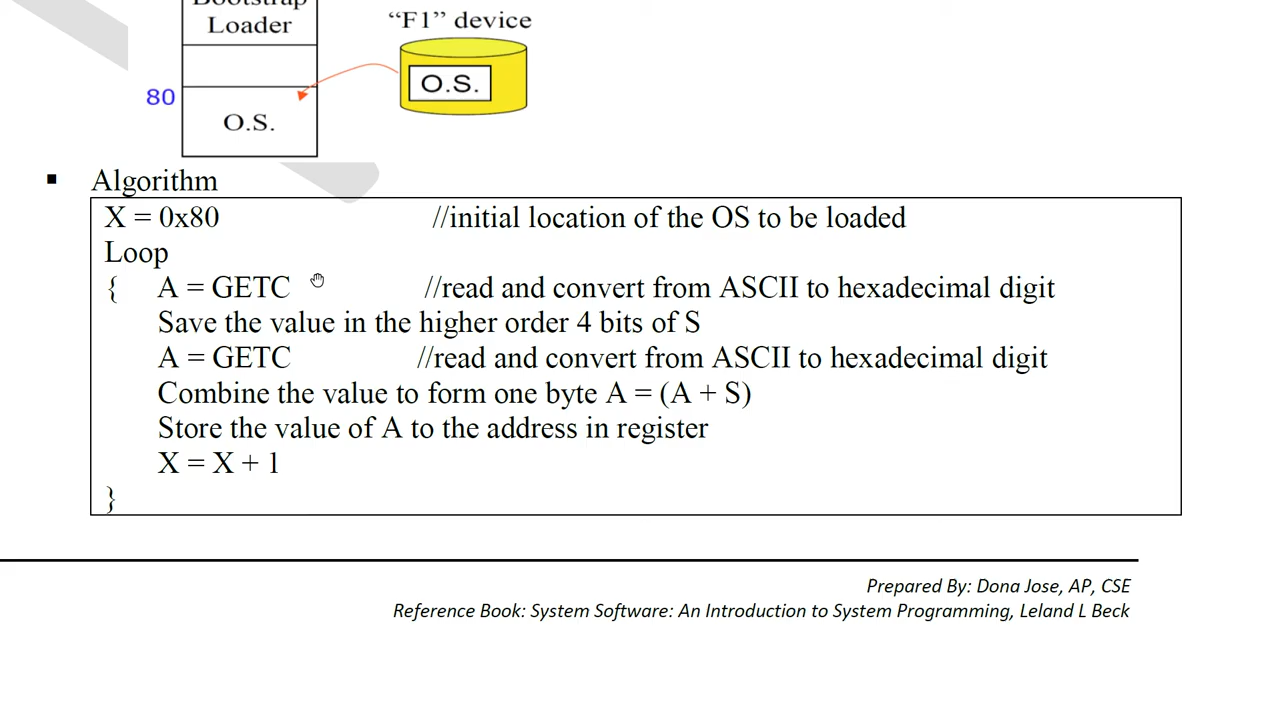 Bootstrap
Loader
"F1" device
O.S.
80
O.S.
▪ Algorithm
X = 0x80 //initial location of the OS to be loaded
Loop
{ A = GETC //read and convert from ASCII to hexadecimal digit
Save the value in the higher order 4 bits of S
A = GETC //read and convert from ASCII to hexadecimal digit
Combine the value to form one byte A = (A + S)
Store the value of A to the address in register
X = X + 1
}
Prepared By: Dona Jose, AP, CSE
Reference Book: System Software: An Introduction to System Programming, Leland L Beck